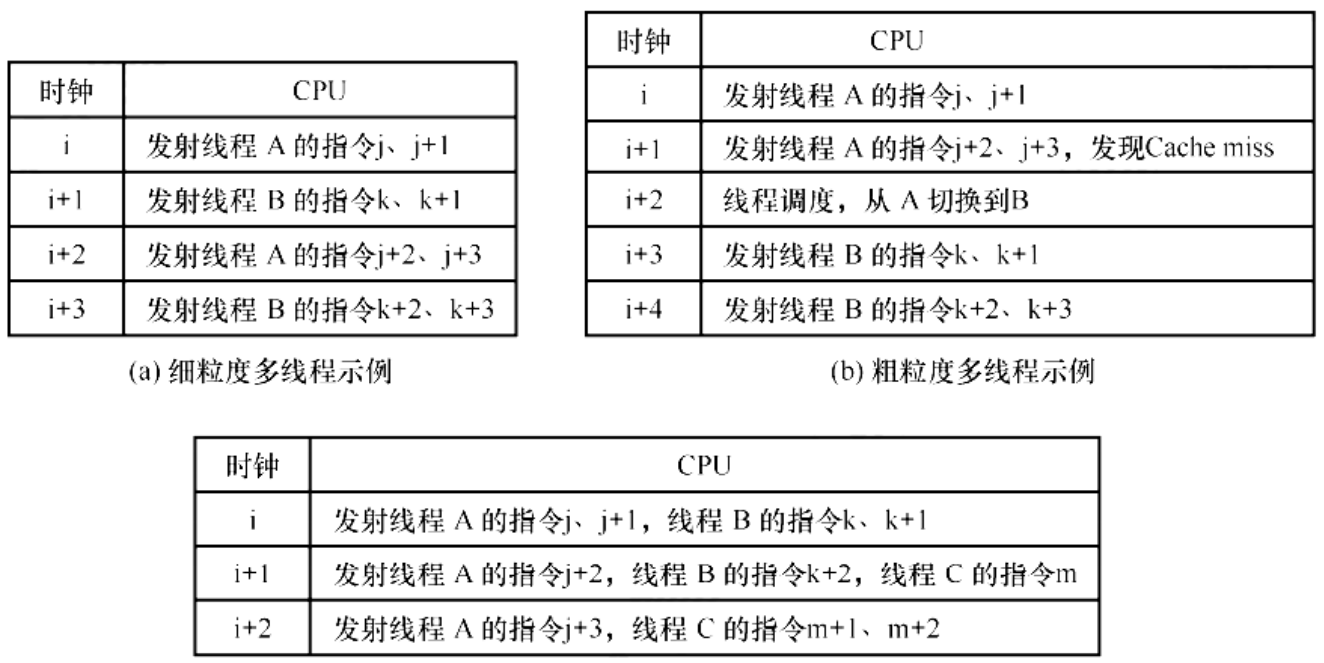 时钟 CPU
i 发射线程 A 的指令j、j+1
i+1 发射线程 B 的指令k、k+1
i+2 发射线程 A 的指令j+2、j+3
i+3 发射线程 B 的指令k+2、k+3
(a) 细粒度多线程示例
时钟 CPU
i 发射线程 A 的指令j、j+1
i+1 发射线程 A 的指令j+2、j+3，发现Cache miss
i+2 线程调度，从 A 切换到B
i+3 发射线程 B 的指令k、k+1
i+4 发射线程 B 的指令k+2、k+3
(b) 粗粒度多线程示例
时钟 CPU
i 发射线程 A 的指令j、j+1，线程 B 的指令k、k+1
i+1 发射线程 A 的指令j+2，线程 B 的指令k+2，线程 C 的指令m
i+2 发射线程 A 的指令j+3，线程 C 的指令m+1、m+2